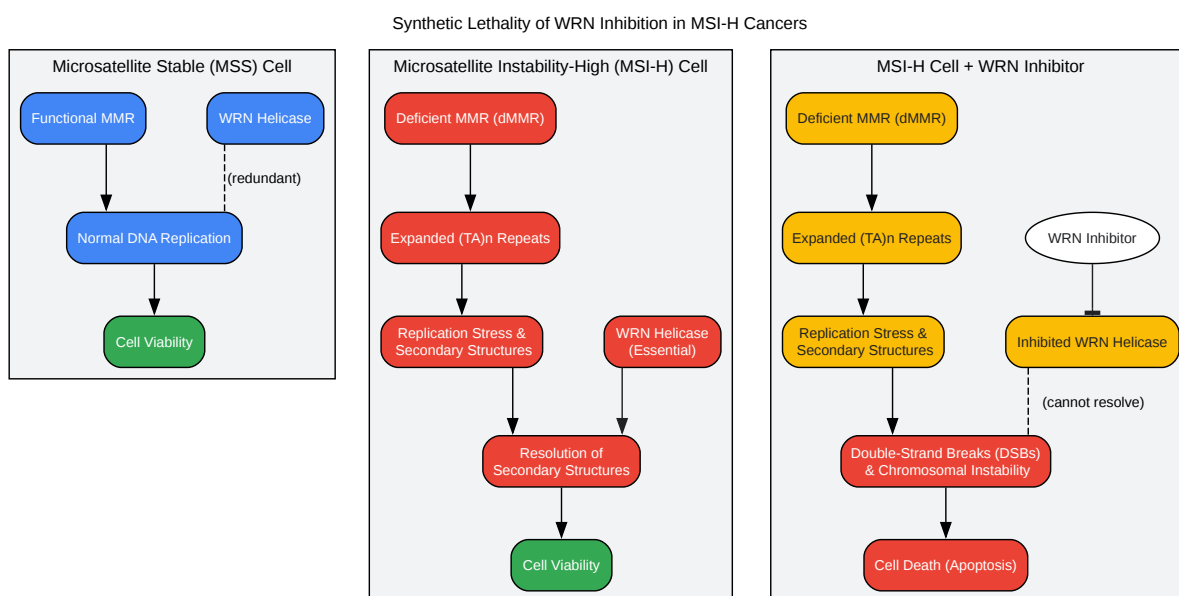 Synthetic Lethality of WRN Inhibition in MSI-H Cancers
Microsatellite Stable (MSS) Cell
Functional MMR
WRN Helicase
(redundant)
Normal DNA Replication
Cell Viability
Microsatellite Instability-High (MSI-H) Cell
Deficient MMR (dMMR)
Expanded (TA)n Repeats
Replication Stress &
Secondary Structures
WRN Helicase
(Essential)
Resolution of
Secondary Structures
Cell Viability
MSI-H Cell + WRN Inhibitor
Deficient MMR (dMMR)
Expanded (TA)n Repeats
WRN Inhibitor
Replication Stress &
Secondary Structures
Inhibited WRN Helicase
(cannot resolve)
Double-Strand Breaks (DSBs)
& Chromosomal Instability
Cell Death (Apoptosis)